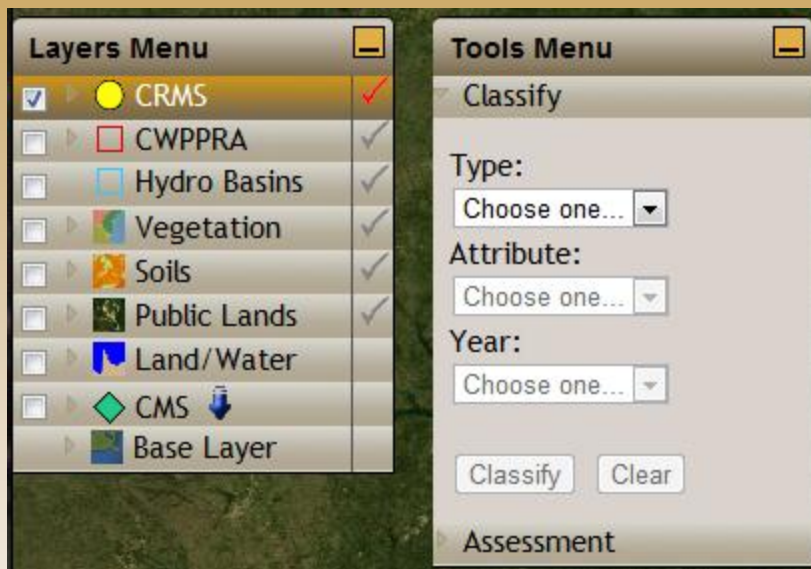 Layers Menu
CRMS
CWPPRA
Hydro Basins
Vegetation
Soils
Public Lands
Land/Water
CMS
Base Layer
Tools Menu
Classify
Type:
Choose one...
Attribute:
Choose one...
Year:
Choose one...
Classify Clear
Assessment